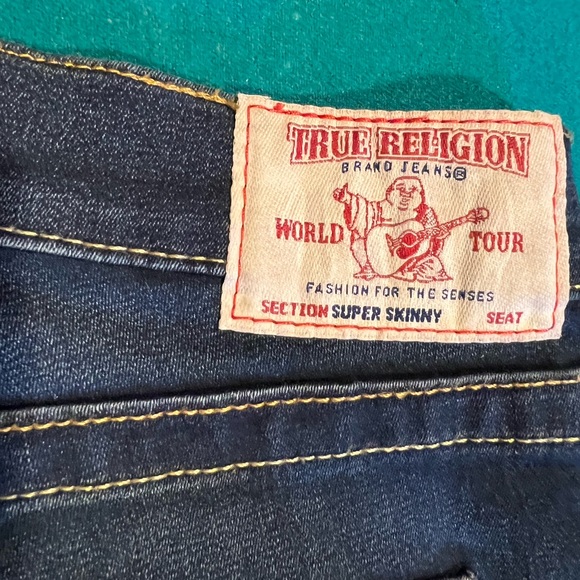 TRUE RELIGION
BRAND JEANS®
WORLD TOUR
FASHION FOR THE SENSES
SECTION SUPER SKINNY SEAT